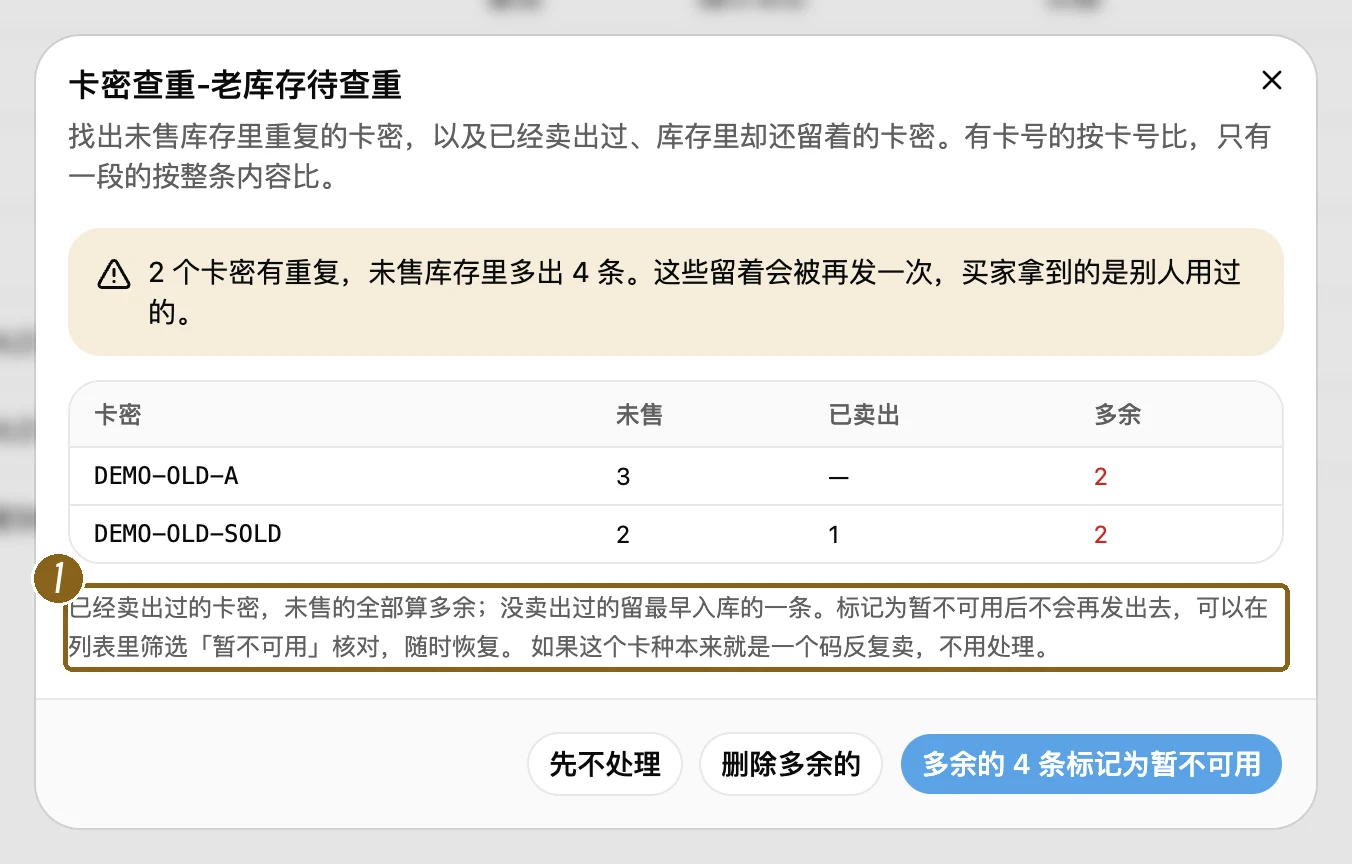 卡密查重-老库存待查重
找出未售库存里重复的卡密，以及已经卖出过、库存里却还留着的卡密。有卡号的按卡号比，只有
一段的按整条内容比。
2 个卡密有重复，未售库存里多出 4 条。这些留着会被再发一次，买家拿到的是别人用过
的。
卡密 未售 已卖出 多余
DEMO-OLD-A 3 — 2
DEMO-OLD-SOLD 2 1 2
1
已经卖出过的卡密，未售的全部算多余；没卖出过的留最早入库的一条。标记为暂不可用后不会再发出去，可以在
列表里筛选「暂不可用」核对，随时恢复。 如果这个卡种本来就是一个码反复卖，不用处理。
先不处理 删除多余的 多余的 4 条标记为暂不可用